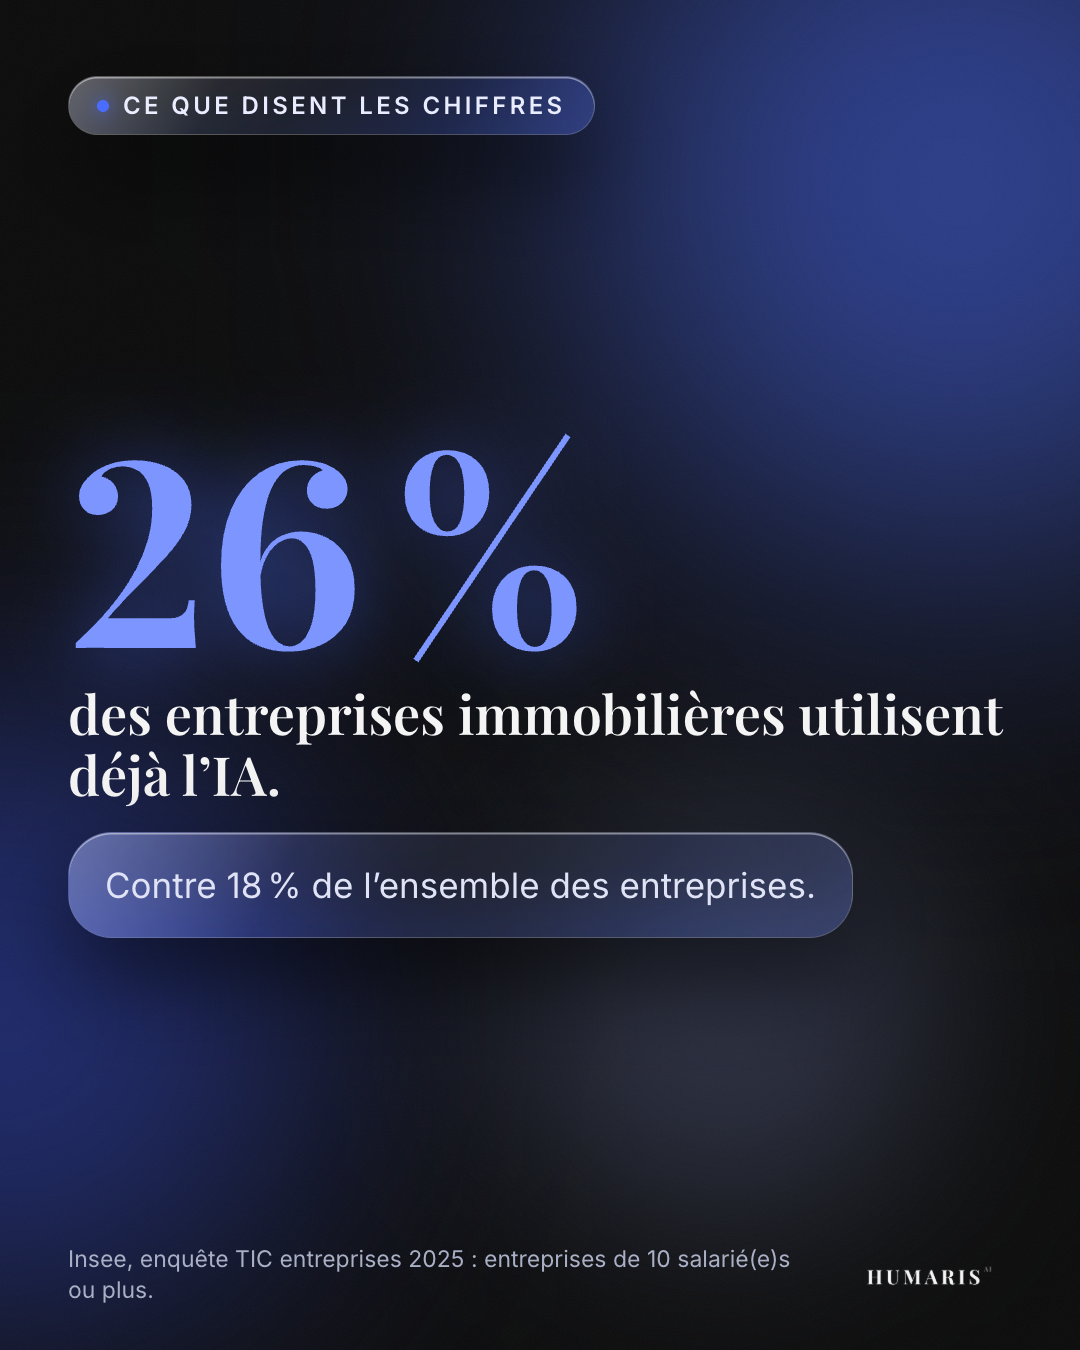 CE QUE DISENT LES CHIFFRES
26 %
des entreprises immobilières utilisent
déjà l’IA.
Contre 18 % de l’ensemble des entreprises.
Insee, enquête TIC entreprises 2025 : entreprises de 10 salarié(e)s
ou plus.
HUMARIS AI